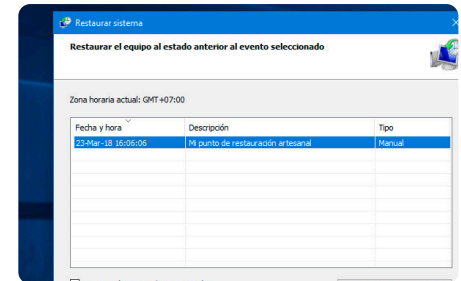 Restaurar sistema
Restaurar el equipo al estado anterior al evento seleccionado
Zona horaria actual: GMT+07:00
Fecha y hora Descripción Tipo
23-Mar-18 16:06:06 Mi punto de restauración artesanal Manual